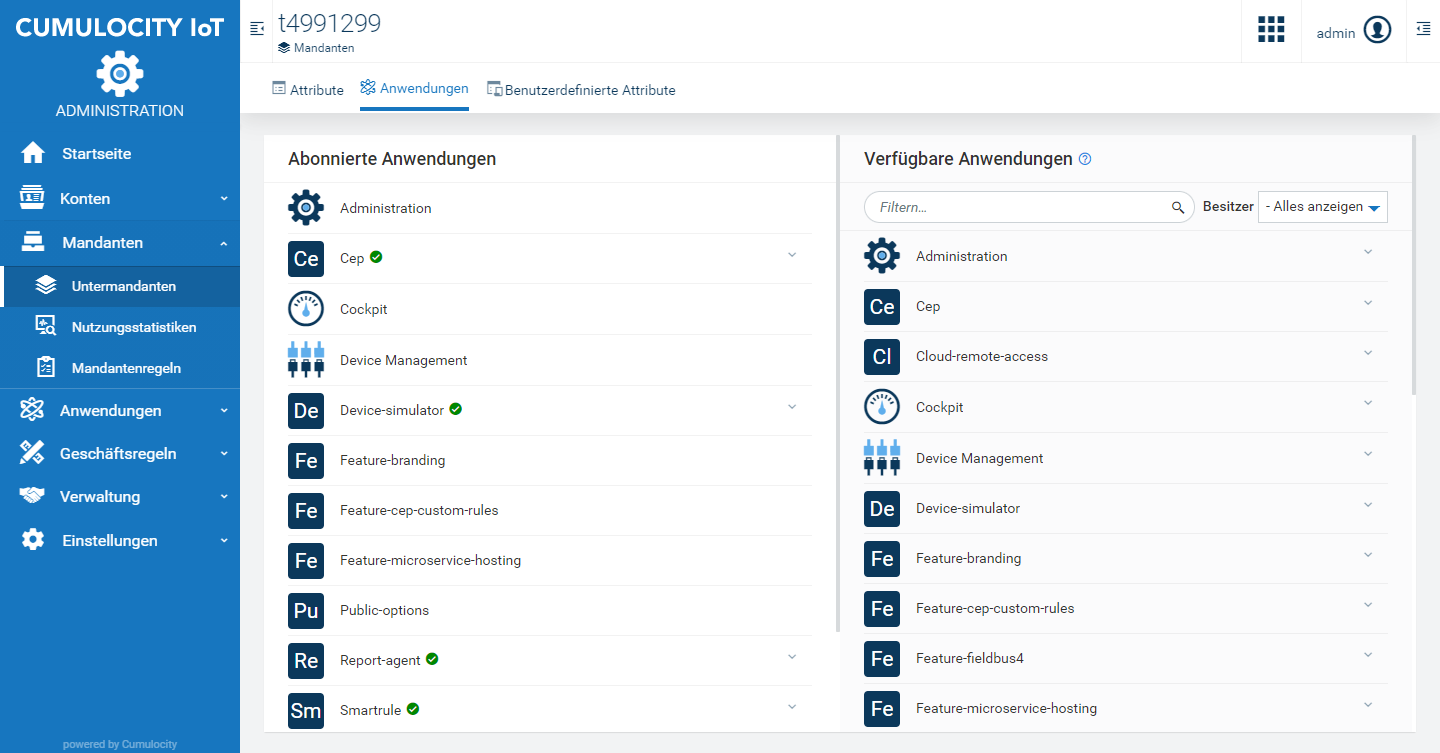 CUMULOCITY IoT
ADMINISTRATION
Startseite
Konten
Mandanten
Untermandanten
Nutzungsstatistiken
Mandantenregeln
Anwendungen
Geschäftsregeln
Verwaltung
Einstellungen
powered by Cumulocity
t4991299
Mandanten
admin
Attribute
Anwendungen
Benutzerdefinierte Attribute
Abonnierte Anwendungen
Administration
Ce Cep
Cockpit
Device Management
De Device-simulator
Fe Feature-branding
Fe Feature-cep-custom-rules
Fe Feature-microservice-hosting
Pu Public-options
Re Report-agent
Sm Smartrule
Verfügbare Anwendungen
Filtern... Besitzer - Alles anzeigen
Administration
Ce Cep
Cl Cloud-remote-access
Cockpit
Device Management
De Device-simulator
Fe Feature-branding
Fe Feature-cep-custom-rules
Fe Feature-fieldbus4
Fe Feature-microservice-hosting